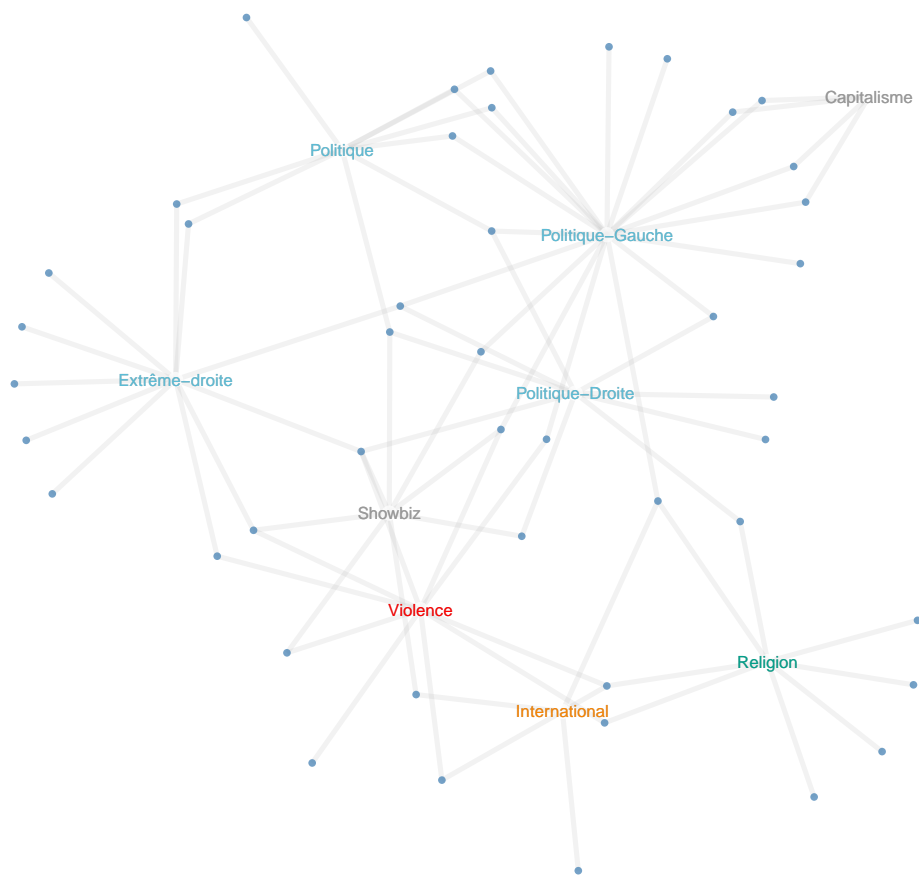 Capitalisme
Politique
Politique–Gauche
Extrême–droite
Politique–Droite
Showbiz
Violence
Religion
International